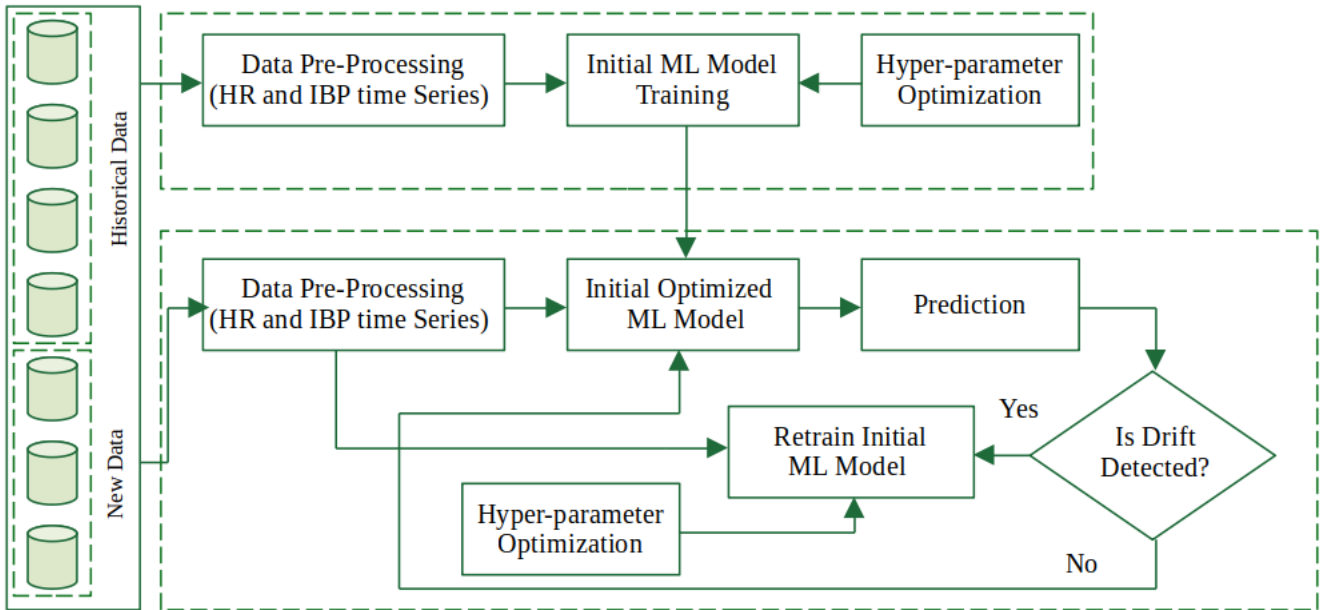 Historical Data
New Data
Data Pre-Processing
(HR and IBP time Series)
Initial ML Model
Training
Hyper-parameter
Optimization
Data Pre-Processing
(HR and IBP time Series)
Initial Optimized
ML Model
Prediction
Yes
Is Drift
Detected?
Retrain Initial
ML Model
Hyper-parameter
Optimization
No